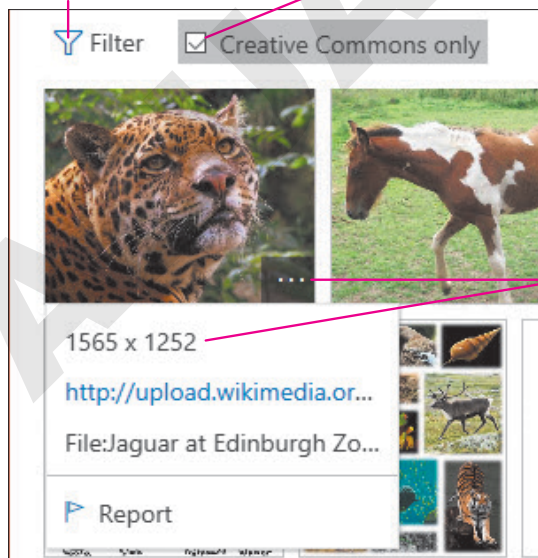 Filter
Creative Commons only
...
1565 x 1252
http://upload.wikimedia.or...
File:Jaguar at Edinburgh Zo...
Report